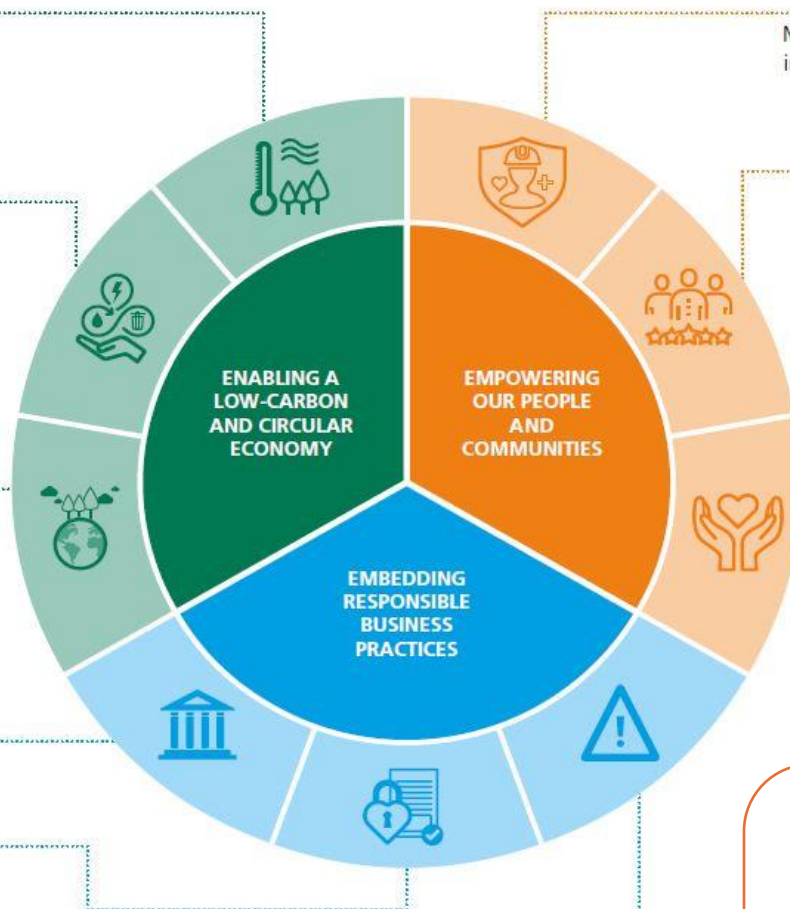 ENABLING A
LOW-CARBON
AND CIRCULAR
ECONOMY
EMPOWERING
OUR PEOPLE
AND
COMMUNITIES
EMBEDDING
RESPONSIBLE
BUSINESS
PRACTICES